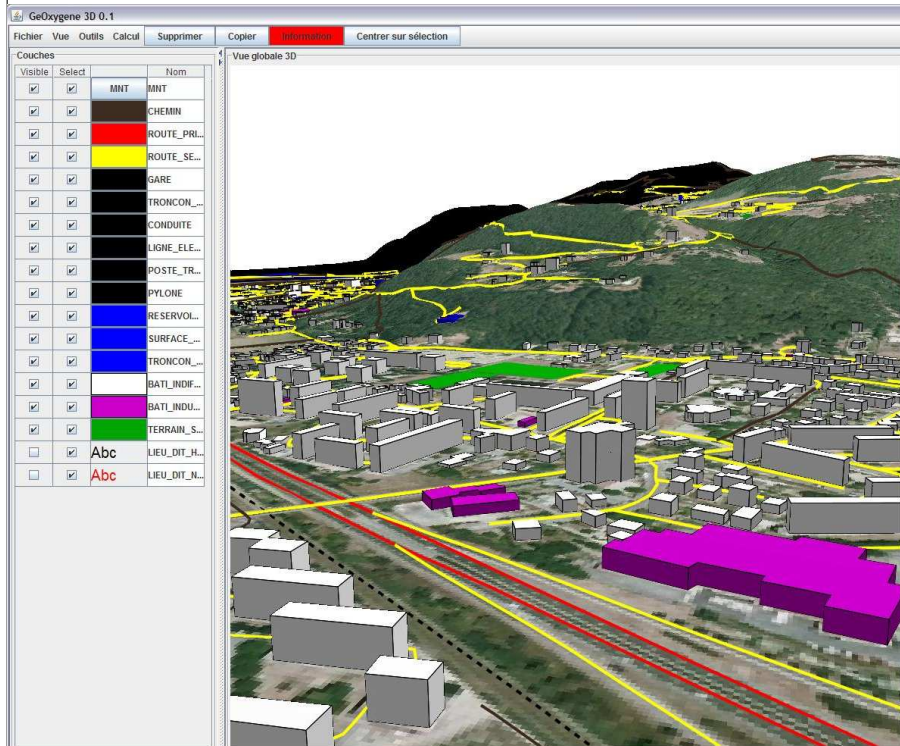 GeOxygene 3D 0.1
Fichier Vue Outils Calcul Supprimer Copier Information Centrer sur sélection
Couches
Vue globale 3D
Visible Select Nom
MNT MNT
CHEMIN
ROUTE_PRI...
ROUTE_SE...
GARE
TRONCON_...
CONDUITE
LIGNE_ELE...
POSTE_TR...
PYLONE
RESERVOI...
SURFACE_...
TRONCON_...
BATI_INDIF...
BATI_INDU...
TERRAIN_S...
Abc LIEU_DIT_H...
Abc LIEU_DIT_N...